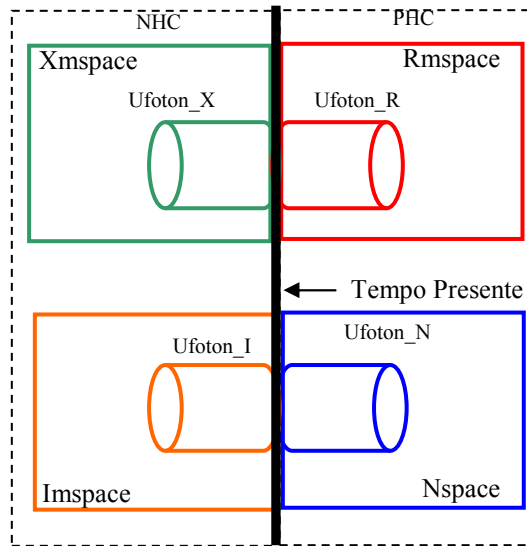 NHC
PHC
Xmspace
Rmspace
Ufoton_X
Ufoton_R
Tempo Presente
Ufoton_I
Ufoton_N
Imspace
Nspace